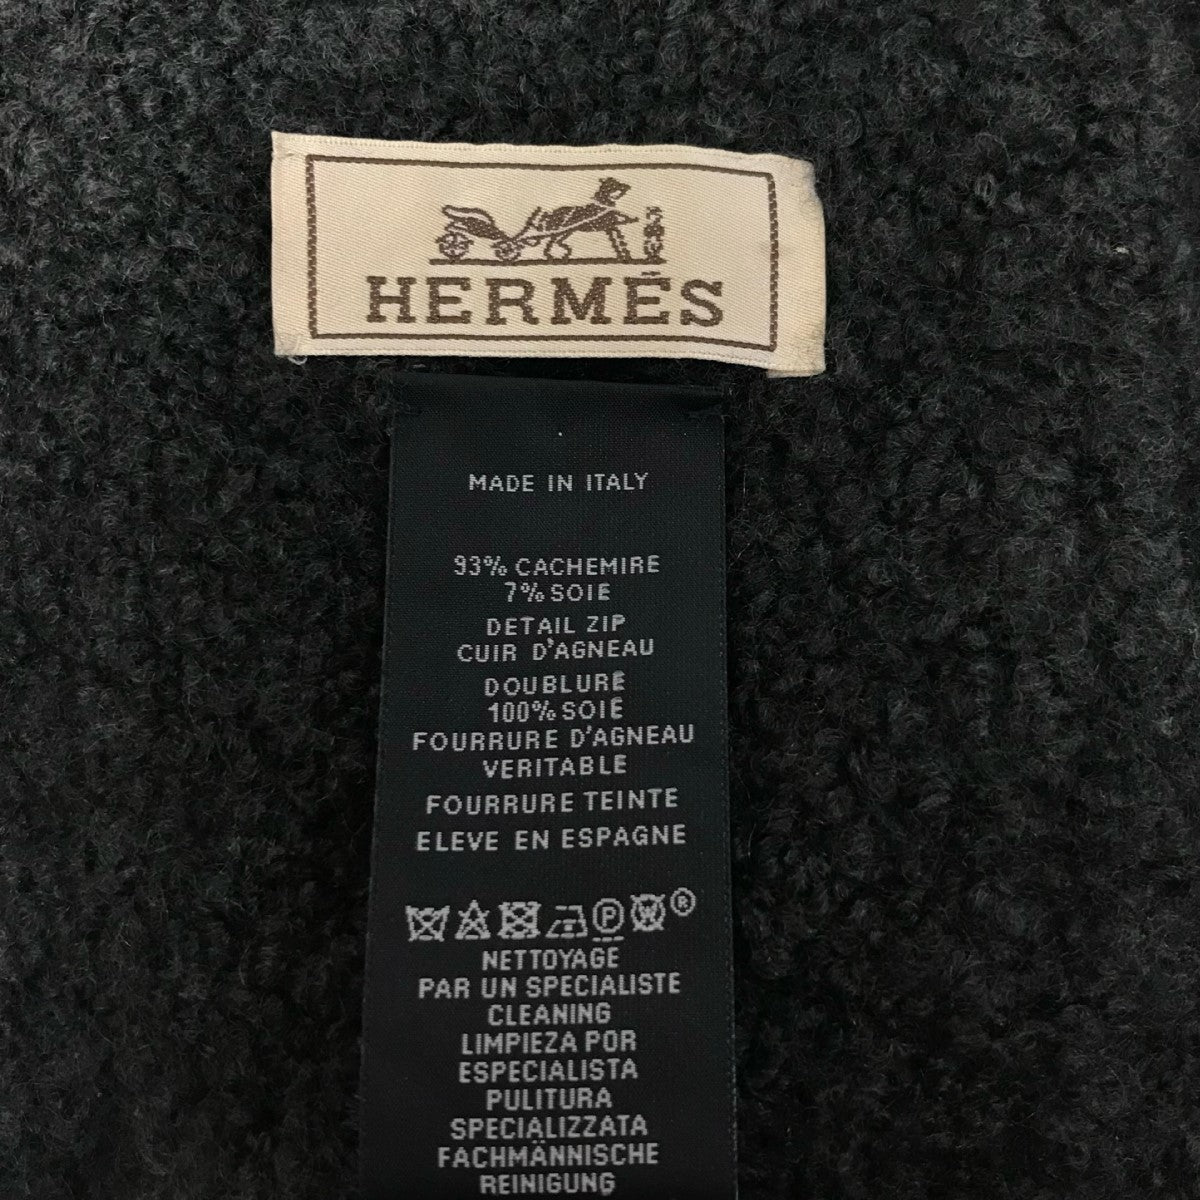 HERMÈS
MADE IN ITALY
93% CACHEMIRE
7% SOIE
DETAIL ZIP
CUIR D'AGNEAU
DOUBLURE
100% SOIE
FOURRURE D'AGNEAU
VERITABLE
FOURRURE TEINTE
ELEVE EN ESPAGNE
P W ®
NETTOYAGE
PAR UN SPECIALISTE
CLEANING
LIMPIEZA POR
ESPECIALISTA
PULITURA
SPECIALIZZATA
FACHMÄNNISCHE
REINIGUNG